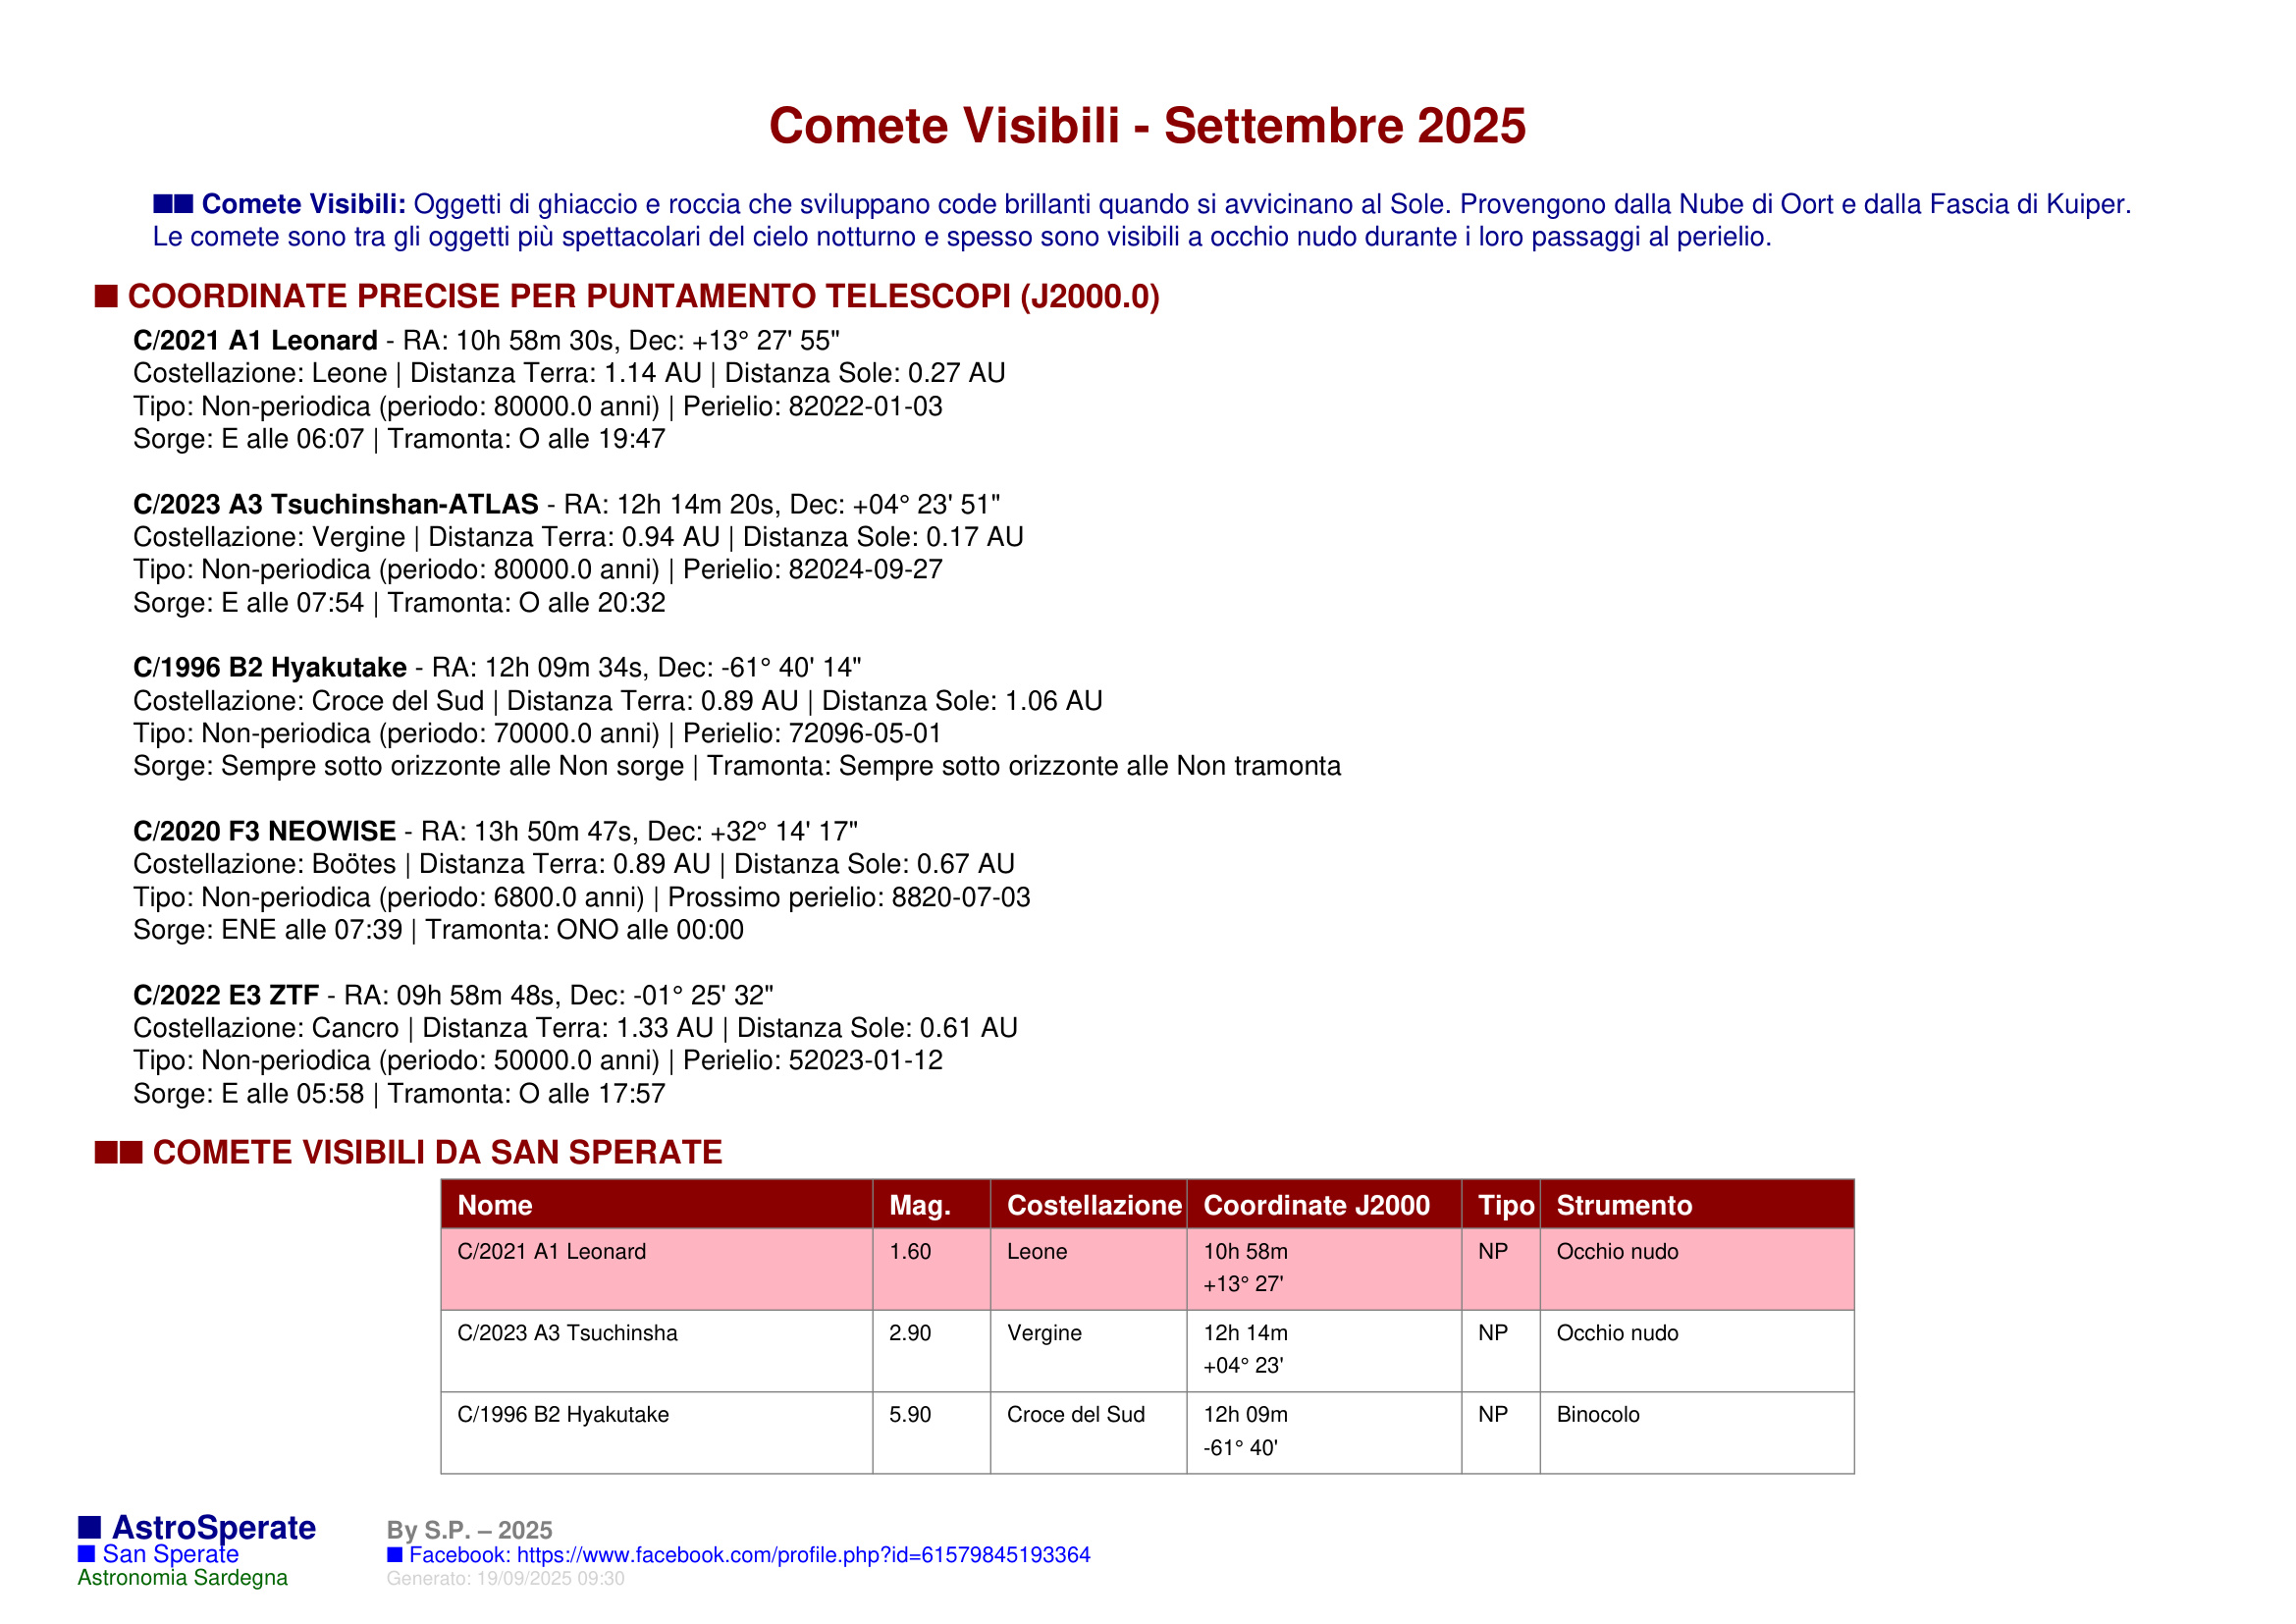 Comete Visibili - Settembre 2025
■■ Comete Visibili: Oggetti di ghiaccio e roccia che sviluppano code brillanti quando si avvicinano al Sole. Provengono dalla Nube di Oort e dalla Fascia di Kuiper.
Le comete sono tra gli oggetti più spettacolari del cielo notturno e spesso sono visibili a occhio nudo durante i loro passaggi al perielio.
■ COORDINATE PRECISE PER PUNTAMENTO TELESCOPI (J2000.0)
C/2021 A1 Leonard - RA: 10h 58m 30s, Dec: +13° 27' 55"
Costellazione: Leone | Distanza Terra: 1.14 AU | Distanza Sole: 0.27 AU
Tipo: Non-periodica (periodo: 80000.0 anni) | Perielio: 82022-01-03
Sorge: E alle 06:07 | Tramonta: O alle 19:47
C/2023 A3 Tsuchinshan-ATLAS - RA: 12h 14m 20s, Dec: +04° 23' 51"
Costellazione: Vergine | Distanza Terra: 0.94 AU | Distanza Sole: 0.17 AU
Tipo: Non-periodica (periodo: 80000.0 anni) | Perielio: 82024-09-27
Sorge: E alle 07:54 | Tramonta: O alle 20:32
C/1996 B2 Hyakutake - RA: 12h 09m 34s, Dec: -61° 40' 14"
Costellazione: Croce del Sud | Distanza Terra: 0.89 AU | Distanza Sole: 1.06 AU
Tipo: Non-periodica (periodo: 70000.0 anni) | Perielio: 72096-05-01
Sorge: Sempre sotto orizzonte alle Non sorge | Tramonta: Sempre sotto orizzonte alle Non tramonta
C/2020 F3 NEOWISE - RA: 13h 50m 47s, Dec: +32° 14' 17"
Costellazione: Boötes | Distanza Terra: 0.89 AU | Distanza Sole: 0.67 AU
Tipo: Non-periodica (periodo: 6800.0 anni) | Prossimo perielio: 8820-07-03
Sorge: ENE alle 07:39 | Tramonta: ONO alle 00:00
C/2022 E3 ZTF - RA: 09h 58m 48s, Dec: -01° 25' 32"
Costellazione: Cancro | Distanza Terra: 1.33 AU | Distanza Sole: 0.61 AU
Tipo: Non-periodica (periodo: 50000.0 anni) | Perielio: 52023-01-12
Sorge: E alle 05:58 | Tramonta: O alle 17:57
■■ COMETE VISIBILI DA SAN SPERATE
Nome Mag. Costellazione Coordinate J2000 Tipo Strumento
C/2021 A1 Leonard 1.60 Leone 10h 58m NP Occhio nudo
+13° 27'
C/2023 A3 Tsuchinsha 2.90 Vergine 12h 14m NP Occhio nudo
+04° 23'
C/1996 B2 Hyakutake 5.90 Croce del Sud 12h 09m NP Binocolo
-61° 40'
■ AstroSperate By S.P. – 2025
■ San Sperate ■ Facebook: https://www.facebook.com/profile.php?id=61579845193364
Astronomia Sardegna Generato: 19/09/2025 09:30